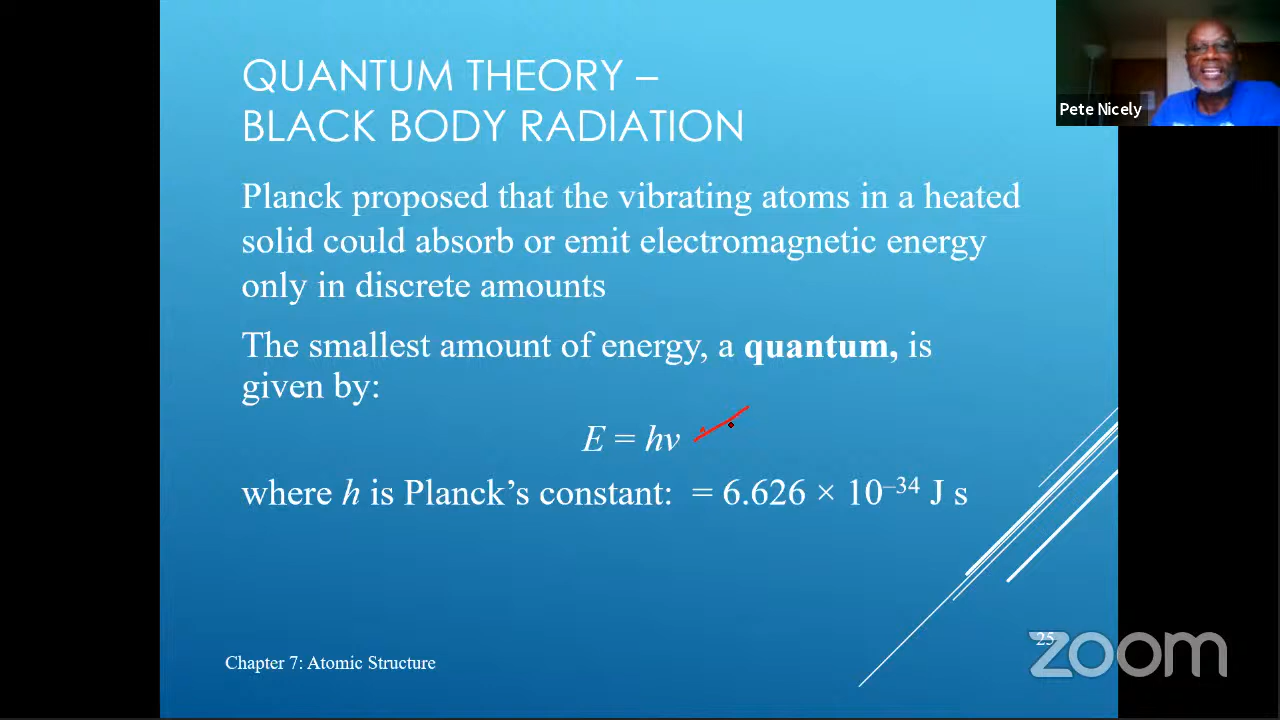 QUANTUM THEORY –
BLACK BODY RADIATION
Pete Nicely
Planck proposed that the vibrating atoms in a heated
solid could absorb or emit electromagnetic energy
only in discrete amounts
The smallest amount of energy, a quantum, is
given by:
E = hν
where h is Planck’s constant: = 6.626 × 10⁻³⁴ J s
25
zoom
Chapter 7: Atomic Structure